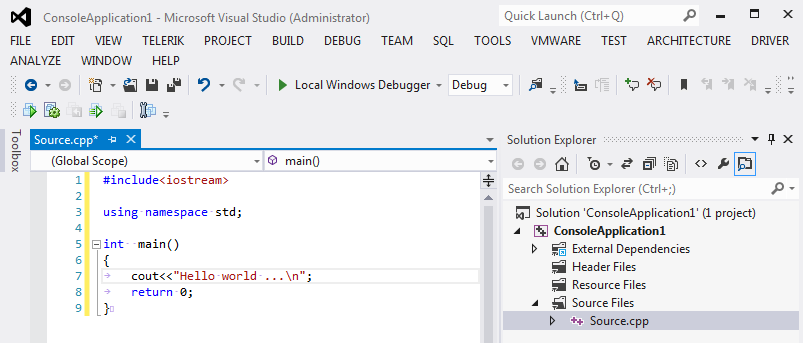 ConsoleApplication1 - Microsoft Visual Studio (Administrator)
Quick Launch (Ctrl+Q)
FILE EDIT VIEW TELERIK PROJECT BUILD DEBUG TEAM SQL TOOLS VMWARE TEST ARCHITECTURE DRIVER
ANALYZE WINDOW HELP
Local Windows Debugger Debug
Toolbox
Source.cpp*
(Global Scope) main()
1 #include<iostream>
2
3 using namespace std;
4
5 int  main()
6 {
7 cout<<"Hello world ...\n";
8 return 0;
9 }
Solution Explorer
Search Solution Explorer (Ctrl+;)
Solution 'ConsoleApplication1' (1 project)
ConsoleApplication1
External Dependencies
Header Files
Resource Files
Source Files
Source.cpp